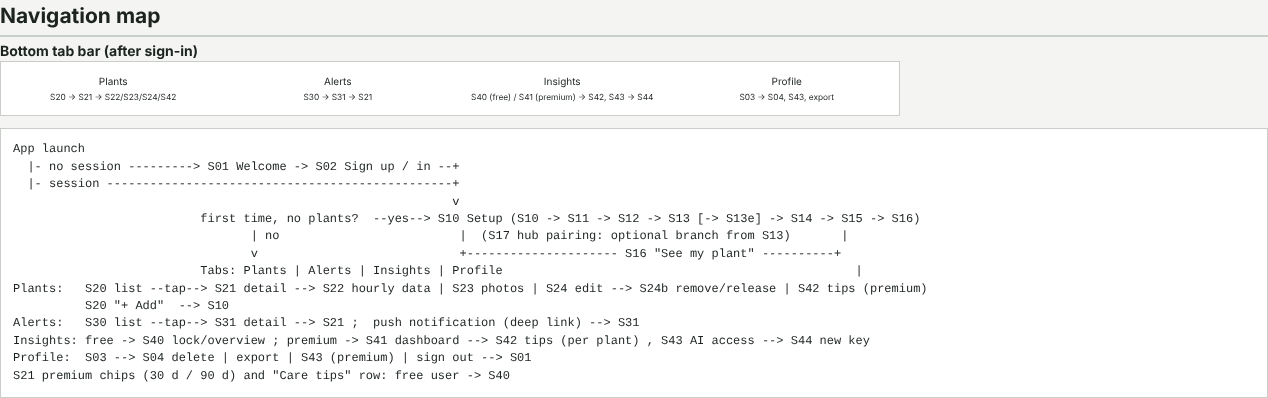 Navigation map
Bottom tab bar (after sign-in)
Plants
S20 → S21 → S22/S23/S24/S42
Alerts
S30 → S31 → S21
Insights
S40 (free) / S41 (premium) → S42, S43 → S44
Profile
S03 → S04, S43, export
App launch
  |- no session ---------> S01 Welcome -> S02 Sign up / in --+
  |- session ------------------------------------------------+
                                                             v
                          first time, no plants?  --yes--> S10 Setup (S10 -> S11 -> S12 -> S13 [-> S13e] -> S14 -> S15 -> S16)
                                 | no                         |  (S17 hub pairing: optional branch from S13)       |
                                 v                            +--------------------- S16 "See my plant" ----------+
                          Tabs: Plants | Alerts | Insights | Profile                                                 |
Plants:   S20 list --tap--> S21 detail --> S22 hourly data | S23 photos | S24 edit --> S24b remove/release | S42 tips (premium)
          S20 "+ Add"  --> S10
Alerts:   S30 list --tap--> S31 detail --> S21 ;  push notification (deep link) --> S31
Insights: free -> S40 lock/overview ; premium -> S41 dashboard --> S42 tips (per plant) , S43 AI access --> S44 new key
Profile:  S03 --> S04 delete | export | S43 (premium) | sign out --> S01
S21 premium chips (30 d / 90 d) and "Care tips" row: free user -> S40